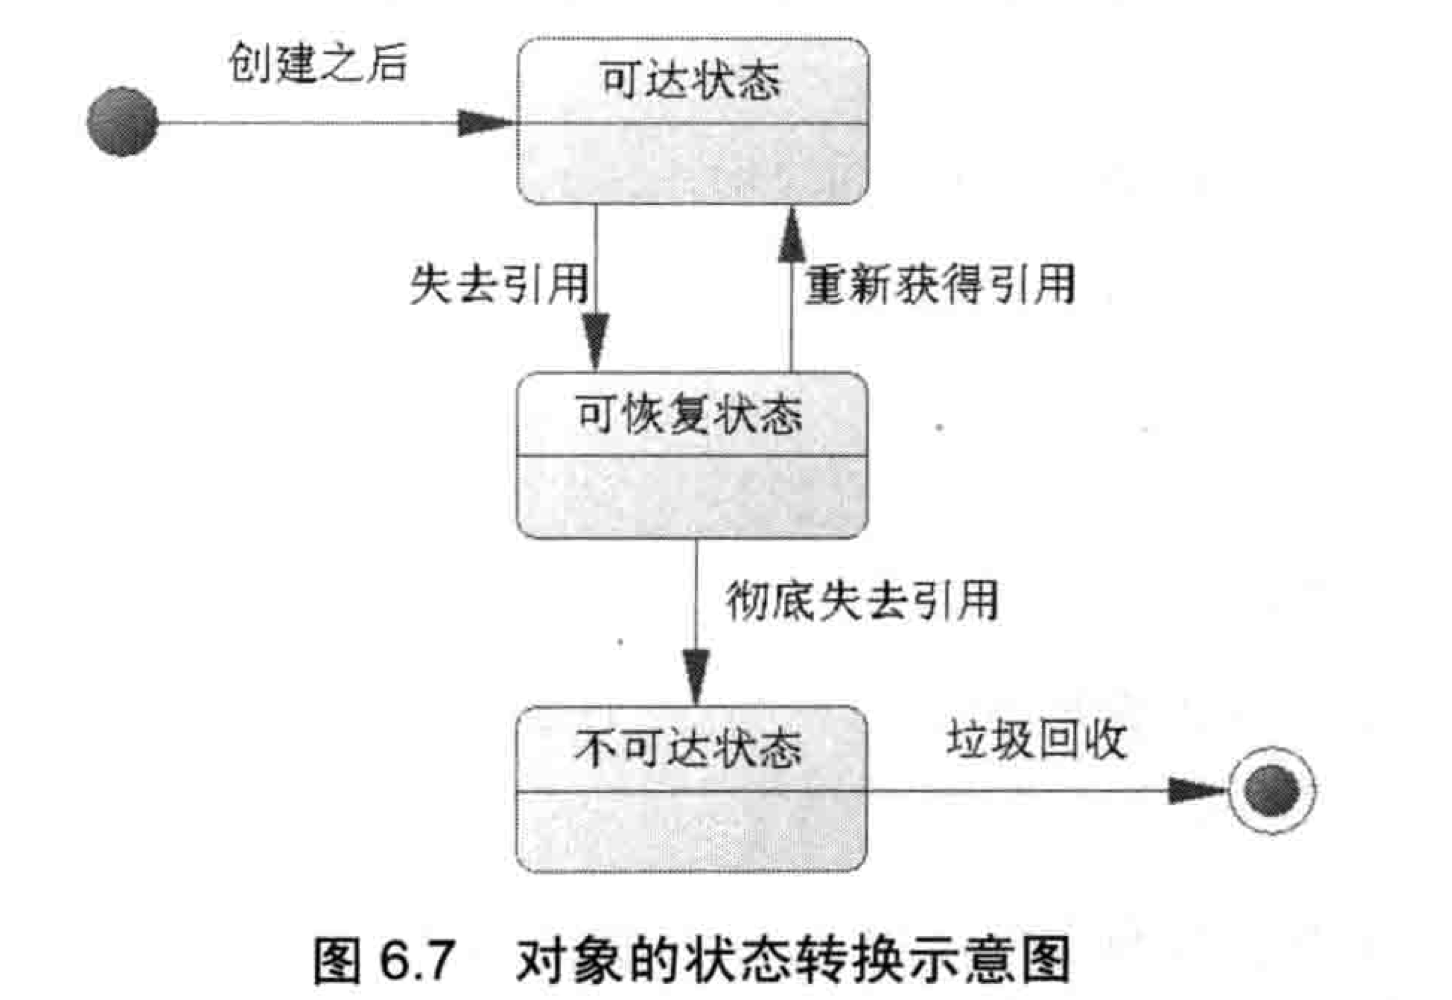 创建之后
可达状态
失去引用
重新获得引用
可恢复状态
彻底失去引用
不可达状态
垃圾回收
图 6.7 对象的状态转换示意图